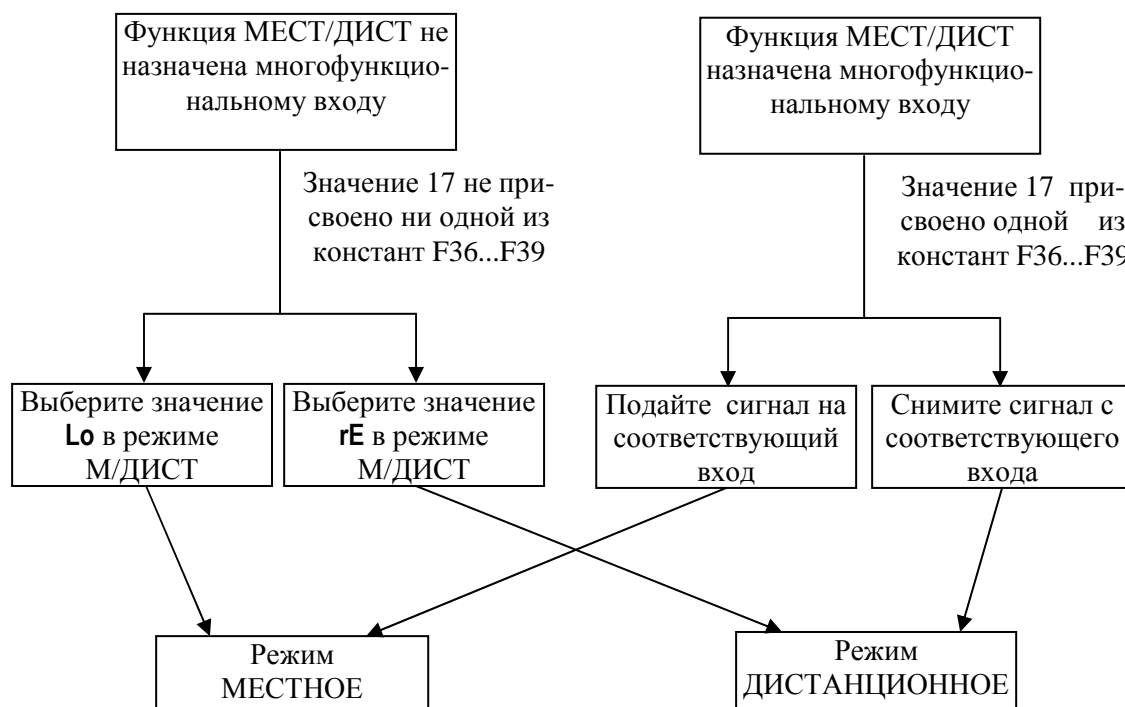 Функция МЕСТ/ДИСТ не
назначена многофункцио-
нальному входу
Функция МЕСТ/ДИСТ
назначена многофункцио-
нальному входу
Значение 17 не при-
своено ни одной из
констант F36...F39
Значение 17 при-
своено одной из
констант F36...F39
Выберите значение
Lo в режиме
М/ДИСТ
Выберите значение
rE в режиме
М/ДИСТ
Подайте сигнал на
соответствующий
вход
Снимите сигнал с
соответствующего
входа
Режим
МЕСТНОЕ
Режим
ДИСТАНЦИОННОЕ